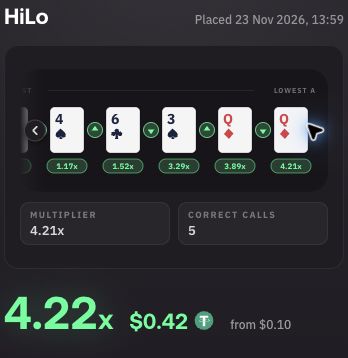 HiLo
Placed 23 Nov 2026, 13:59
ST
LOWEST A
4 6 3 Q Q
1.17x 1.52x 3.29x 3.89x 4.21x
MULTIPLIER
4.21x
CORRECT CALLS
5
4.22x $0.42 T from $0.10